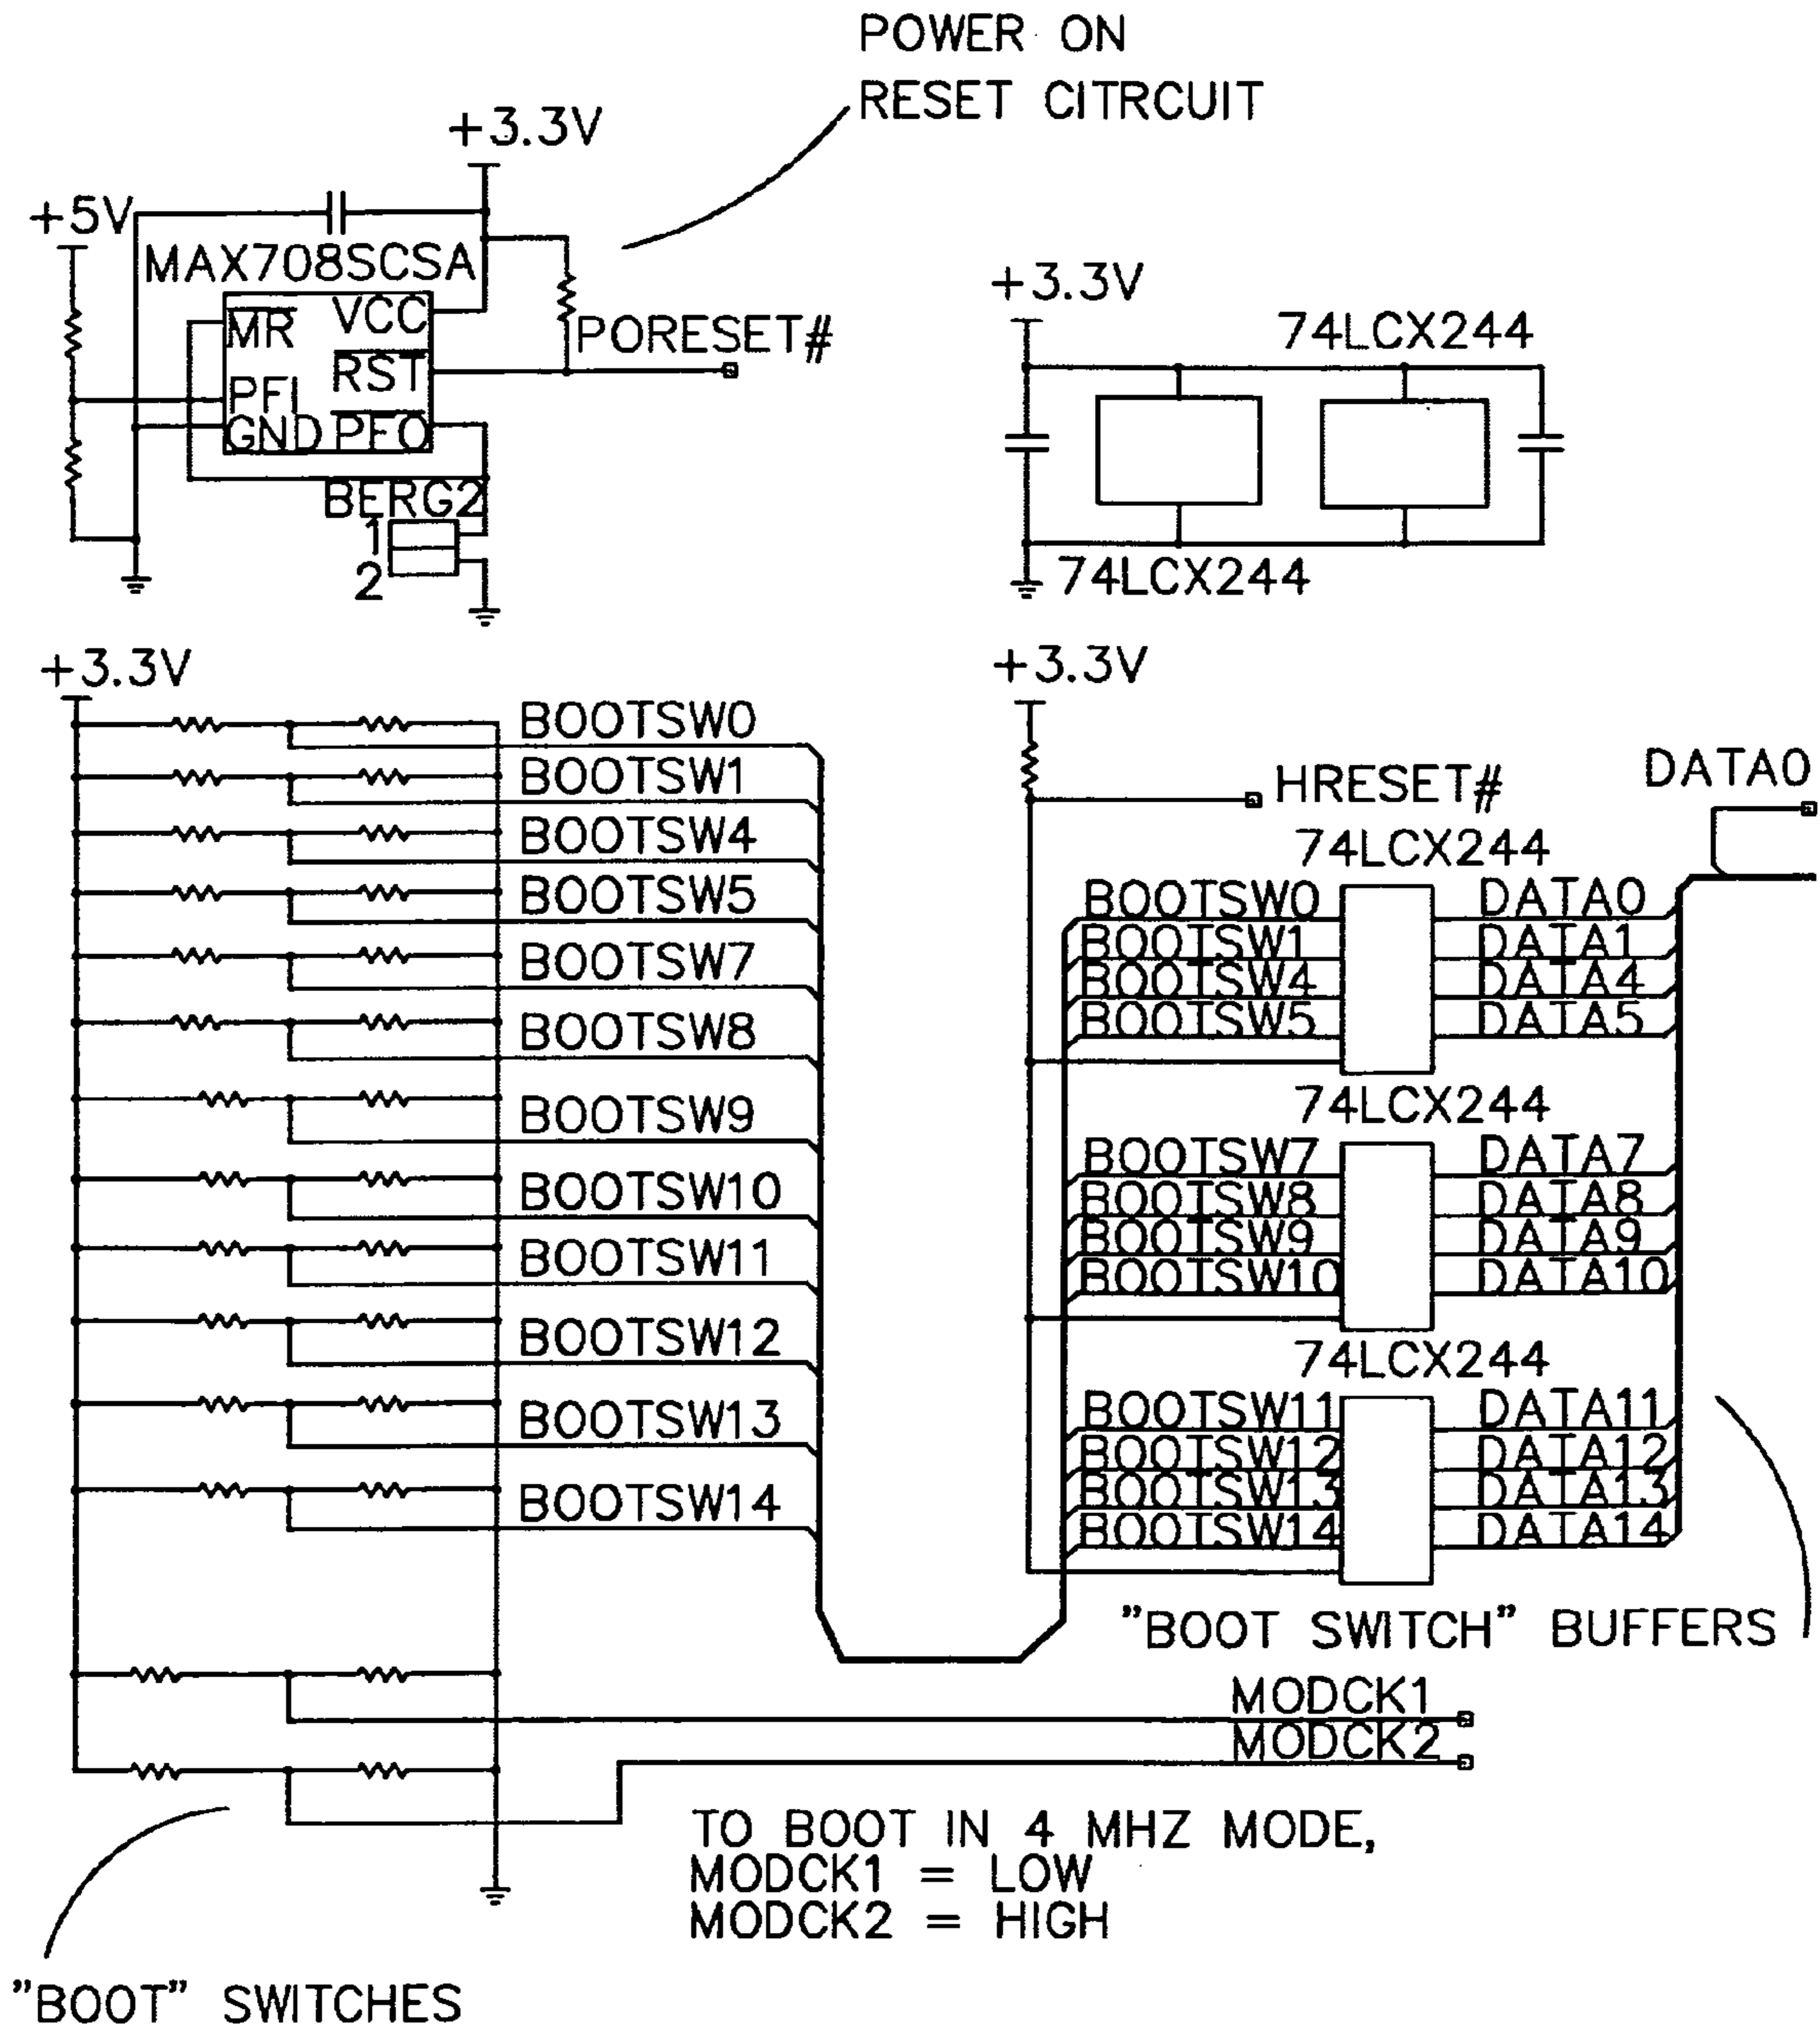 POWER ON
RESET CITRCUIT
+3.3V
+5V
MAX708SCSA
MR
VCC
RST
PFI
GND
PFO
PORESET#
BERG2
1
2
+3.3V
74LCX244
74LCX244
+3.3V
BOOTSW0
BOOTSW1
BOOTSW4
BOOTSW5
BOOTSW7
BOOTSW8
BOOTSW9
BOOTSW10
BOOTSW11
BOOTSW12
BOOTSW13
BOOTSW14
+3.3V
HRESET#
DATA0
74LCX244
BOOTSW0
DATA0
BOOTSW1
DATA1
BOOTSW4
DATA4
BOOTSW5
DATA5
74LCX244
BOOTSW7
DATA7
BOOTSW8
DATA8
BOOTSW9
DATA9
BOOTSW10
DATA10
74LCX244
BOOTSW11
DATA11
BOOTSW12
DATA12
BOOTSW13
DATA13
BOOTSW14
DATA14
"BOOT SWITCH" BUFFERS
MODCK1
MODCK2
TO BOOT IN 4 MHZ MODE,
MODCK1 = LOW
MODCK2 = HIGH
"BOOT" SWITCHES